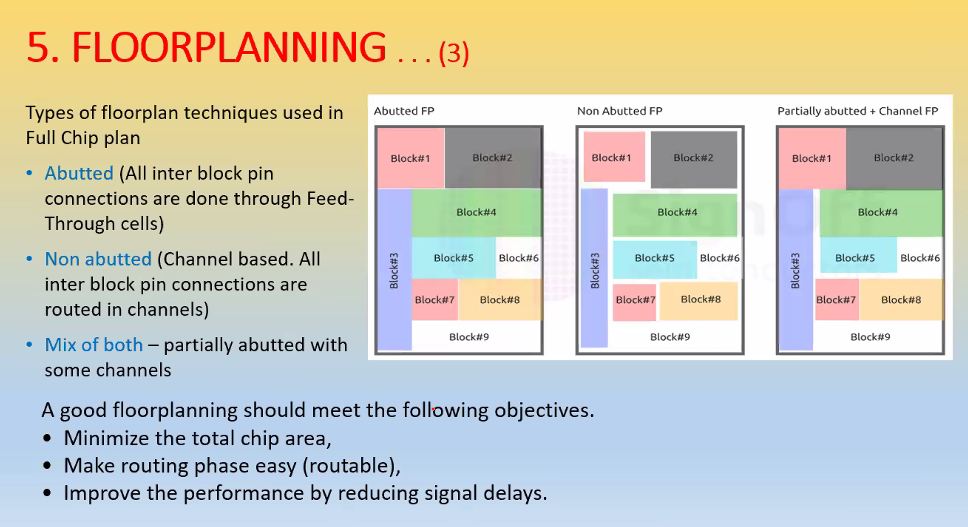 5. FLOORPLANNING . . . (3)
Types of floorplan techniques used in
Full Chip plan
• Abutted (All inter block pin
connections are done through Feed-
Through cells)
• Non abutted (Channel based. All
inter block pin connections are
routed in channels)
• Mix of both – partially abutted with
some channels
Abutted FP
Block#1
Block#2
Block#3
Block#4
Block#5
Block#6
Block#7
Block#8
Block#9
Non Abutted FP
Block#1
Block#2
Block#3
Block#4
Block#5
Block#6
Block#7
Block#8
Block#9
Partially abutted + Channel FP
Block#1
Block#2
Block#3
Block#4
Block#5
Block#6
Block#7
Block#8
Block#9
A good floorplanning should meet the following objectives.
• Minimize the total chip area,
• Make routing phase easy (routable),
• Improve the performance by reducing signal delays.